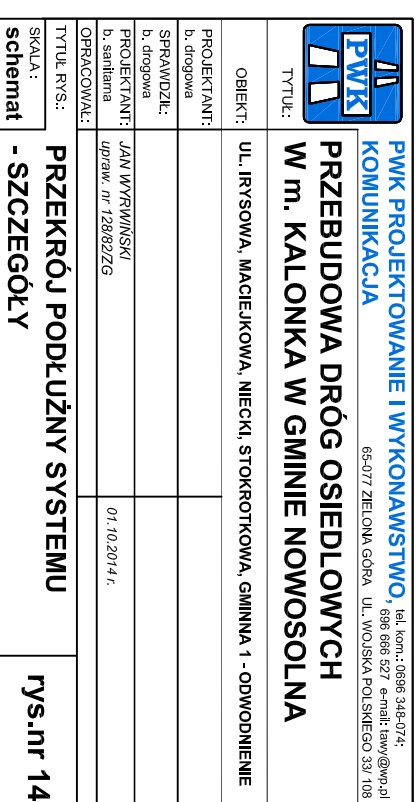 PWK
PWK PROJEKTOWANIE I WYKONAWSTWO,
KOMUNIKACJA
tel. kom.: 0696 348-074;
696 666 527 e-mail: tawy@wp.pl
65-077 ZIELONA GÓRA UL. WOJSKA POLSKIEGO 33/ 108
TYTUŁ:
PRZEBUDOWA DRÓG OSIEDLOWYCH
W m. KALONKA W GMINIE NOWOSOLNA
OBIEKT:
UL. IRYSOWA, MACIEJKOWA, NIECKI, STOKROTKOWA, GMINNA 1 - ODWODNIENIE
PROJEKTANT:
b. drogowa
SPRAWDZIŁ:
b. drogowa
PROJEKTANT:
b. sanitarna
JAN WYRWIŃSKI
upraw. nr 128/82/ZG
01.10.2014 r.
OPRACOWAŁ:
TYTUŁ RYS.:
PRZEKRÓJ PODŁUŻNY SYSTEMU
- SZCZEGÓŁY
SKALA:
schemat
rys.nr 14